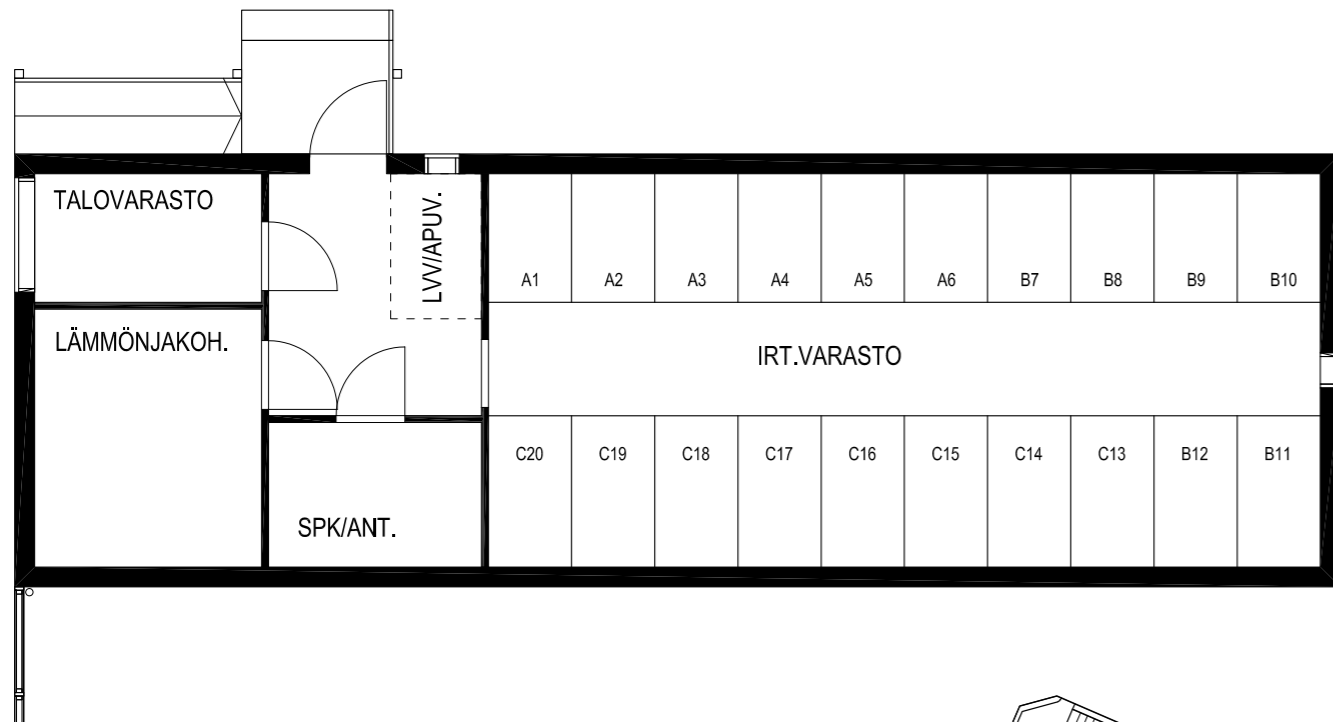 TALOVARASTO
LVV/APUV.
A1 A2 A3 A4 A5 A6 B7 B8 B9 B10
LÄMMÖNJAKOH.
IRT.VARASTO
C20 C19 C18 C17 C16 C15 C14 C13 B12 B11
SPK/ANT.